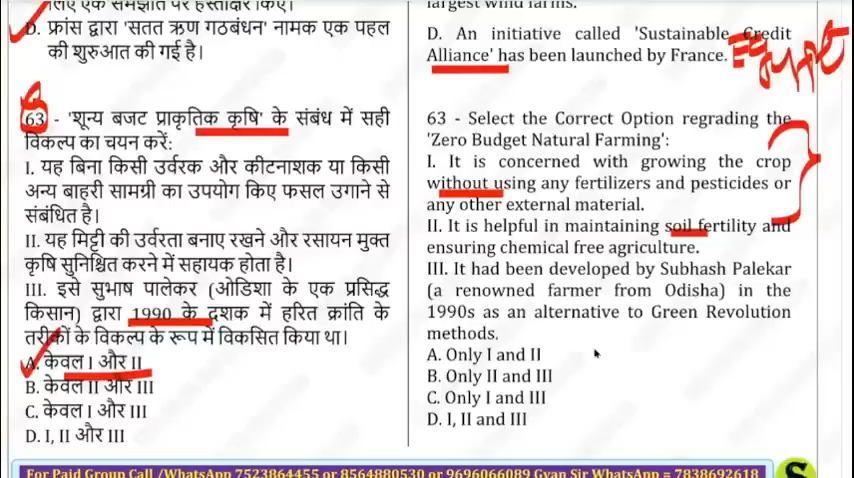 लिए एक समझौते पर हस्ताक्षर किए।
D. फ्रांस द्वारा 'सतत ऋण गठबंधन' नामक एक पहल
की शुरुआत की गई है।
63 - 'शून्य बजट प्राकृतिक कृषि' के संबंध में सही
विकल्प का चयन करें:
I. यह बिना किसी उर्वरक और कीटनाशक या किसी
अन्य बाहरी सामग्री का उपयोग किए फसल उगाने से
संबंधित है।
II. यह मिट्टी की उर्वरता बनाए रखने और रसायन मुक्त
कृषि सुनिश्चित करने में सहायक होता है।
III. इसे सुभाष पालेकर (ओडिशा के एक प्रसिद्ध
किसान) द्वारा 1990 के दशक में हरित क्रांति के
तरीकों के विकल्प के रूप में विकसित किया था।
A. केवल I और II
B. केवल II और III
C. केवल I और III
D. I, II और III
largest wind farms.
D. An initiative called 'Sustainable Credit
Alliance' has been launched by France.
63 - Select the Correct Option regrading the
'Zero Budget Natural Farming':
I. It is concerned with growing the crop
without using any fertilizers and pesticides or
any other external material.
II. It is helpful in maintaining soil fertility and
ensuring chemical free agriculture.
III. It had been developed by Subhash Palekar
(a renowned farmer from Odisha) in the
1990s as an alternative to Green Revolution
methods.
A. Only I and II
B. Only II and III
C. Only I and III
D. I, II and III
For Paid Group Call /WhatsApp 7523864455 or 8564880530 or 9696066089 Gyan Sir WhatsApp = 7838692618
S